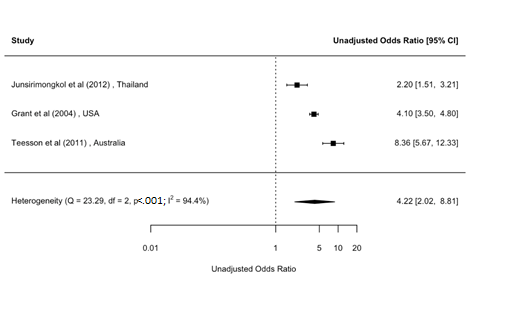 Study Unadjusted Odds Ratio [95% CI]
Junsirimongkol et al (2012) , Thailand 2.20 [1.51, 3.21]
Grant et al (2004) , USA 4.10 [3.50, 4.80]
Teesson et al (2011) , Australia 8.36 [5.67, 12.33]
Heterogeneity (Q = 23.29, df = 2, p<.001; I² = 94.4%) 4.22 [2.02, 8.81]
0.01 1 5 10 20
Unadjusted Odds Ratio